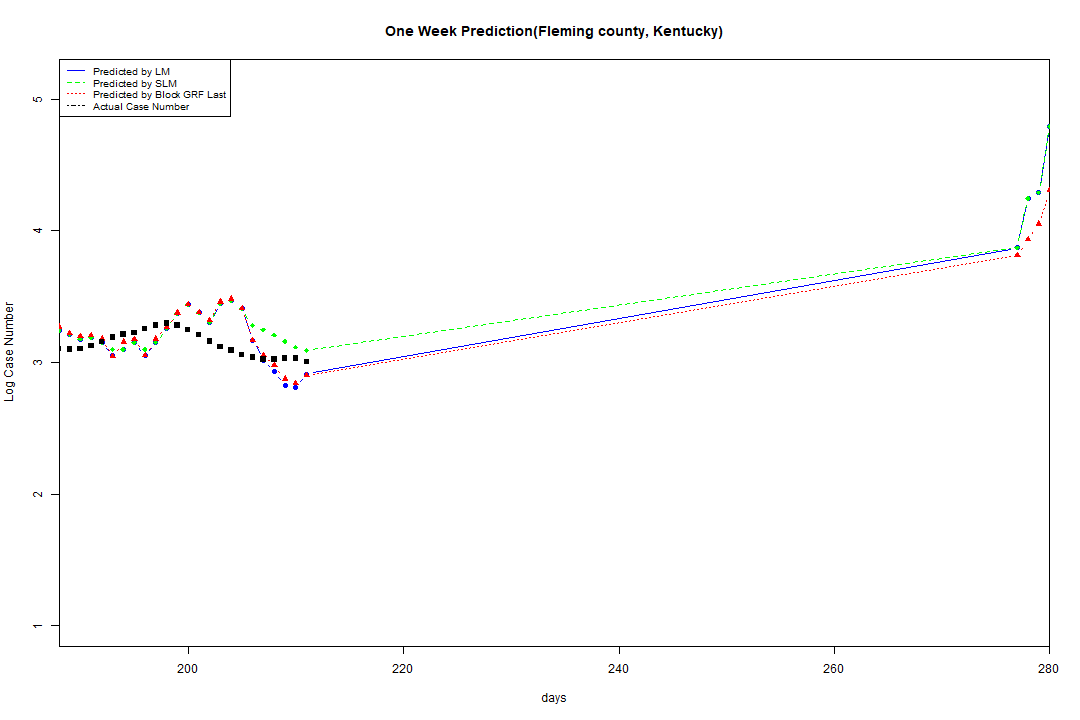 One Week Prediction(Fleming county, Kentucky)
Predicted by LM
Predicted by SLM
Predicted by Block GRF Last
Actual Case Number
5
4
3
2
1
Log Case Number
200 220 240 260 280
days